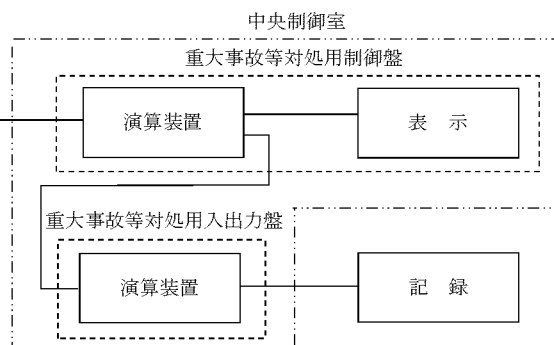 中央制御室
重大事故等対処用制御盤
演算装置
表 示
重大事故等対処用入出力盤
演算装置
記 録